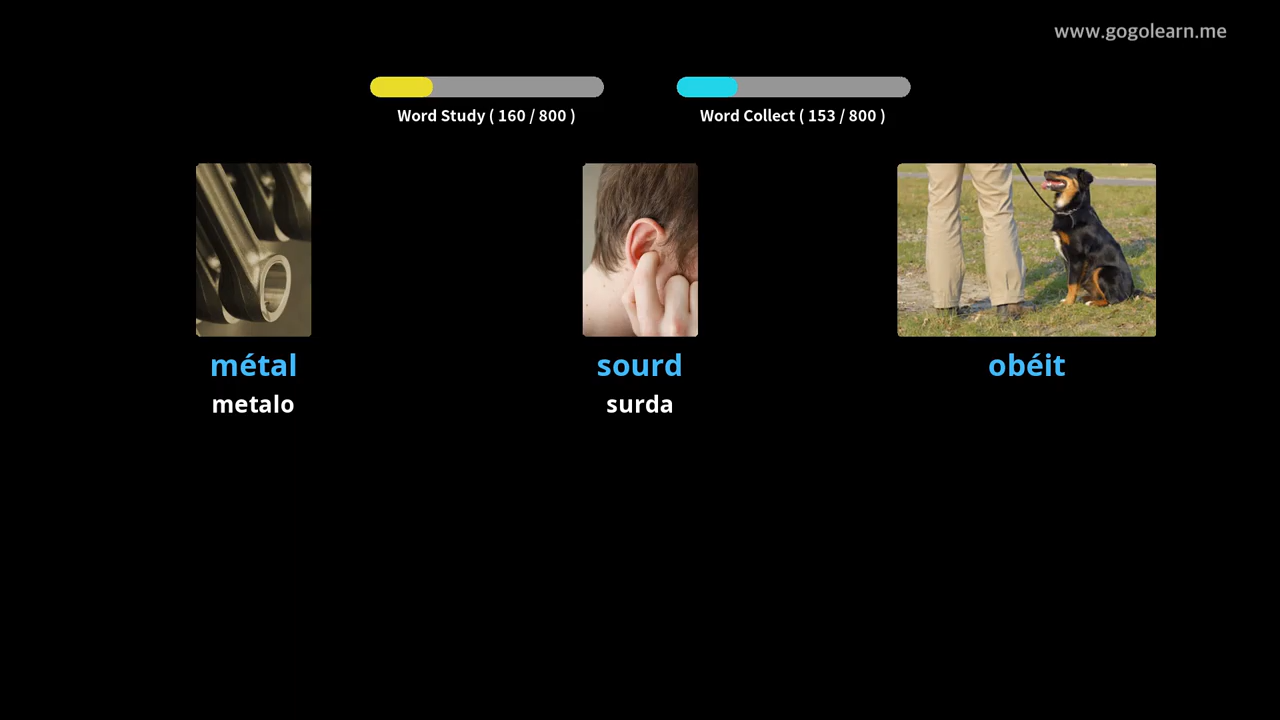 www.gogolearn.me
Word Study ( 160 / 800 )
Word Collect ( 153 / 800 )
métal
metalo
sourd
surda
obéit